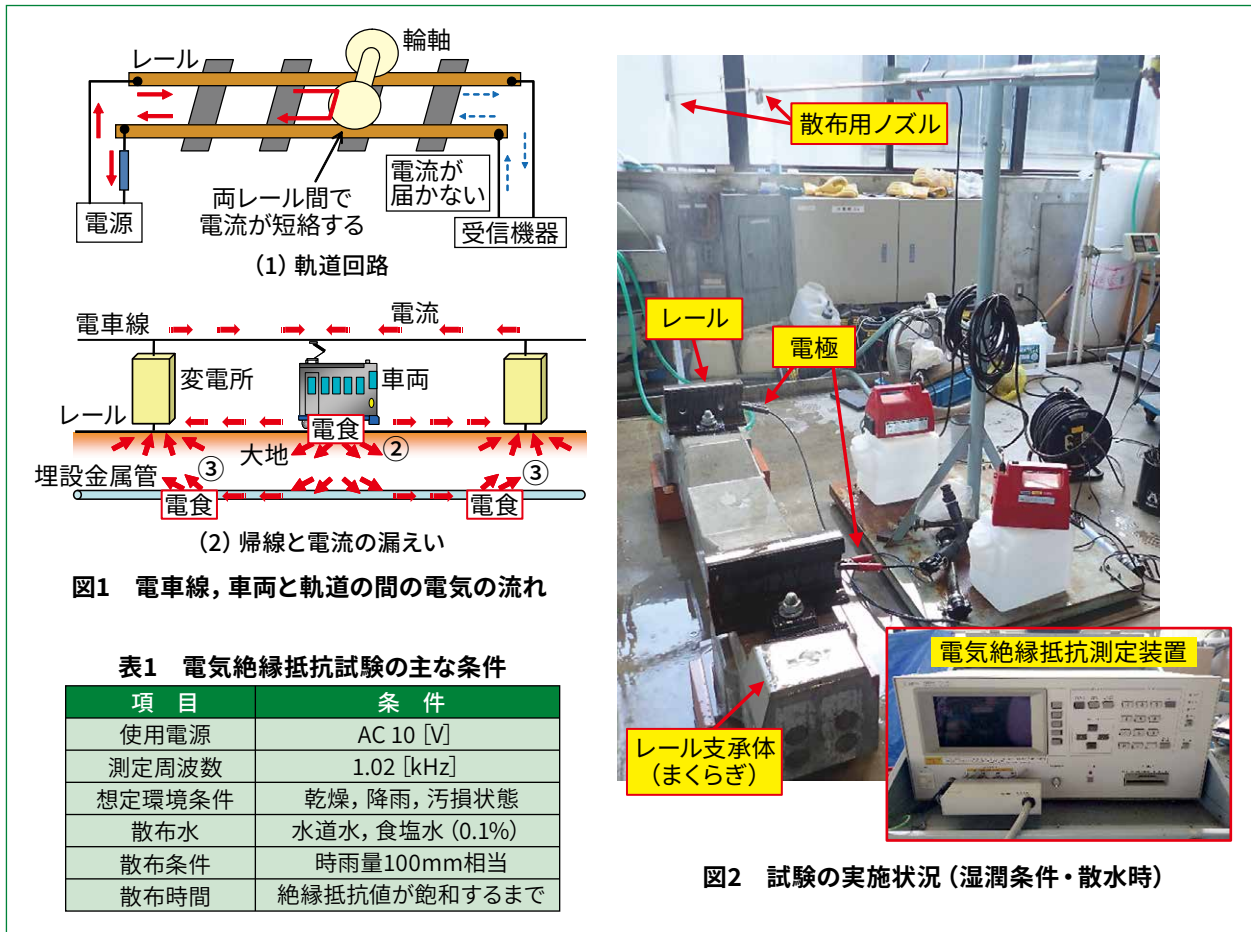 レール
輪軸
電源
両レール間で
電流が短絡する
電流が
届かない
受信機器
(1) 軌道回路
電車線
電流
変電所
車両
レール
電食
②
大地
③
③
埋設金属管
電食
電食
(2) 帰線と電流の漏えい
図1 電車線，車両と軌道の間の電気の流れ
表1 電気絶縁抵抗試験の主な条件
項 目 条 件
使用電源 AC 10 [V]
測定周波数 1.02 [kHz]
想定環境条件 乾燥，降雨，汚損状態
散布水 水道水，食塩水 (0.1%)
散布条件 時雨量100mm相当
散布時間 絶縁抵抗値が飽和するまで
散布用ノズル
レール
電極
電気絶縁抵抗測定装置
レール支承体
(まくらぎ)
図2 試験の実施状況 (湿潤条件・散水時)